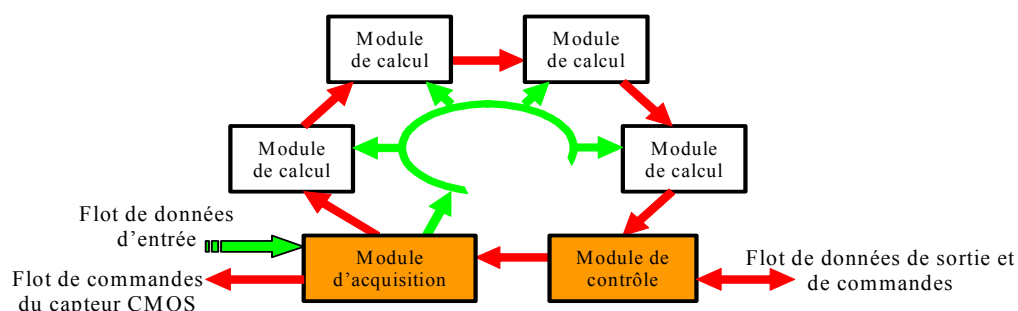 Module
de calcul
Module
de calcul
Module
de calcul
Module
de calcul
Flot de données
d'entrée
Module
d'acquisition
Module de
contrôle
Flot de données de sortie et
de commandes
Flot de commandes
du capteur CMOS